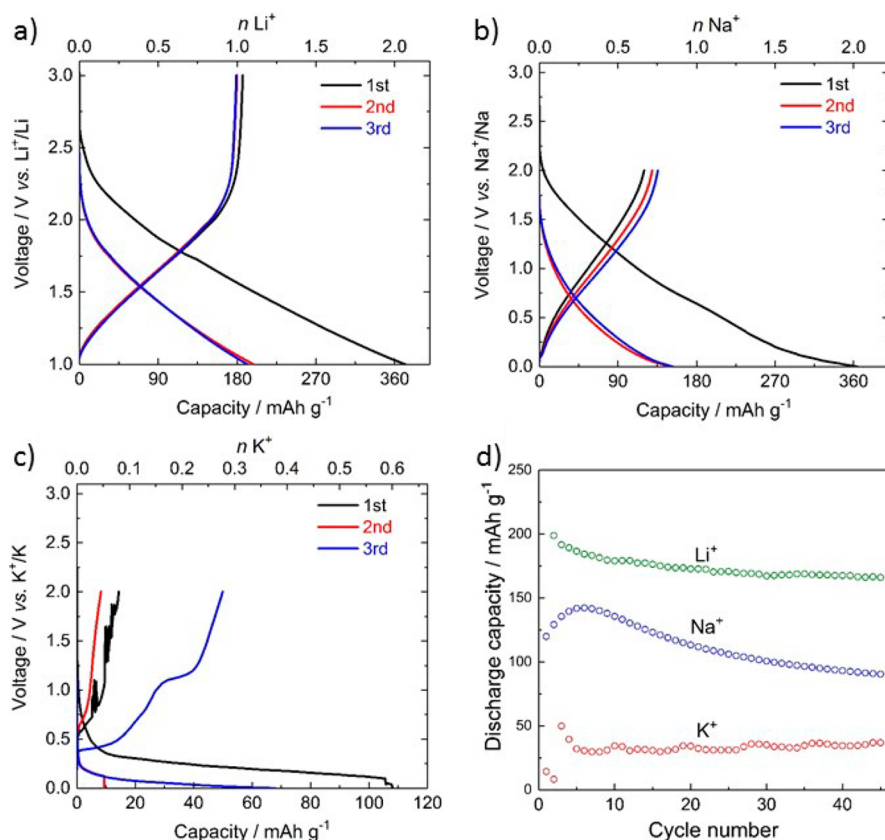 a)
n Li⁺
0.0 0.5 1.0 1.5 2.0
3.0
2.5
2.0
1.5
1.0
Voltage / V vs. Li⁺/Li
1st
2nd
3rd
0 90 180 270 360
Capacity / mAh g⁻¹
b)
n Na⁺
0.0 0.5 1.0 1.5 2.0
3.0
2.5
2.0
1.5
1.0
0.5
0.0
Voltage / V vs. Na⁺/Na
1st
2nd
3rd
0 90 180 270 360
Capacity / mAh g⁻¹
c)
n K⁺
0.0 0.1 0.2 0.3 0.4 0.5 0.6
3.0
2.5
2.0
1.5
1.0
0.5
0.0
Voltage / V vs. K⁺/K
1st
2nd
3rd
0 20 40 60 80 100 120
Capacity / mAh g⁻¹
d)
250
200
150
100
50
0
Discharge capacity / mAh g⁻¹
Li⁺
Na⁺
K⁺
0 10 20 30 40
Cycle number